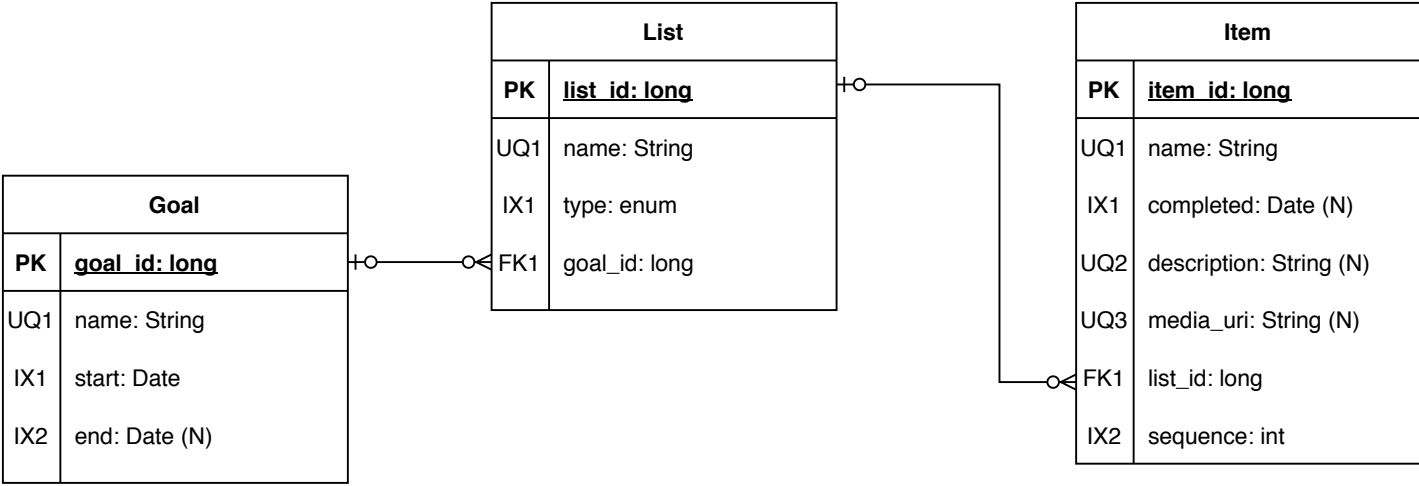 List
PK list_id: long
UQ1 name: String
IX1 type: enum
FK1 goal_id: long
Item
PK item_id: long
UQ1 name: String
IX1 completed: Date (N)
UQ2 description: String (N)
UQ3 media_uri: String (N)
FK1 list_id: long
IX2 sequence: int
Goal
PK goal_id: long
UQ1 name: String
IX1 start: Date
IX2 end: Date (N)